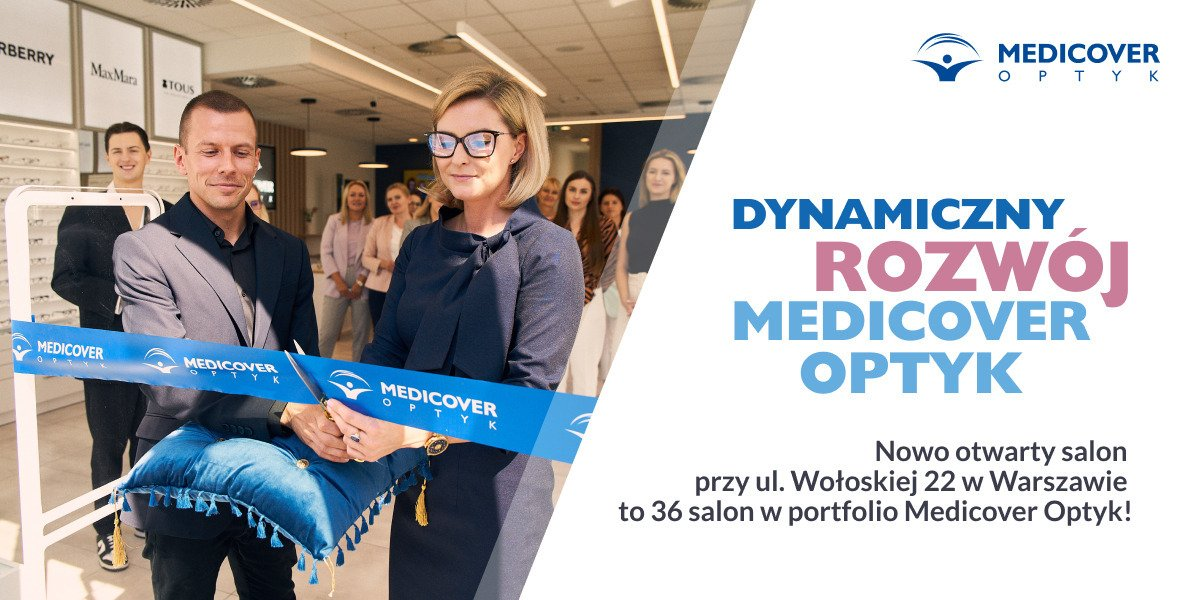 RBERRY
MaxMara
TOUS
MEDICOVER
OPTYK
MEDICOVER
OPTYK
MEDICOVER
OPTYK
MEDICOVER
OPTYK
DYNAMICZNY
ROZWÓJ
MEDICOVER
OPTYK
Nowo otwarty salon
przy ul. Wołoskiej 22 w Warszawie
to 36 salon w portfolio Medicover Optyk!